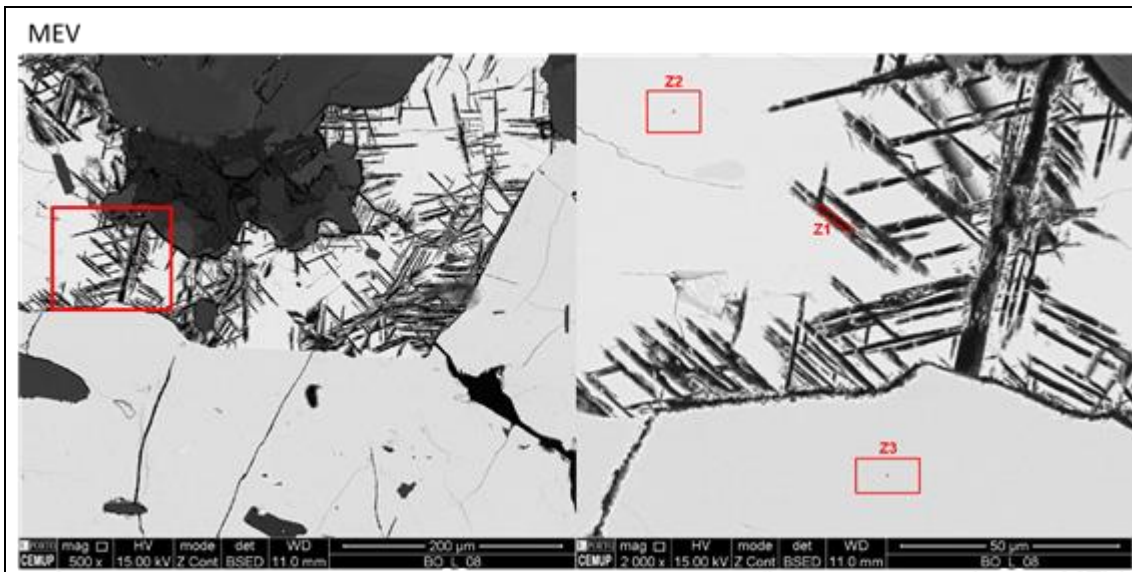 MEV
Z2
Z1
Z3
mag HV mode det WD 200 µm
CEMUP 500 x 15.00 kV Z Cont BSED 11.0 mm BO_L_08
mag HV mode det WD 50 µm
CEMUP 2 000 x 15.00 kV Z Cont BSED 11.0 mm BO_L_08